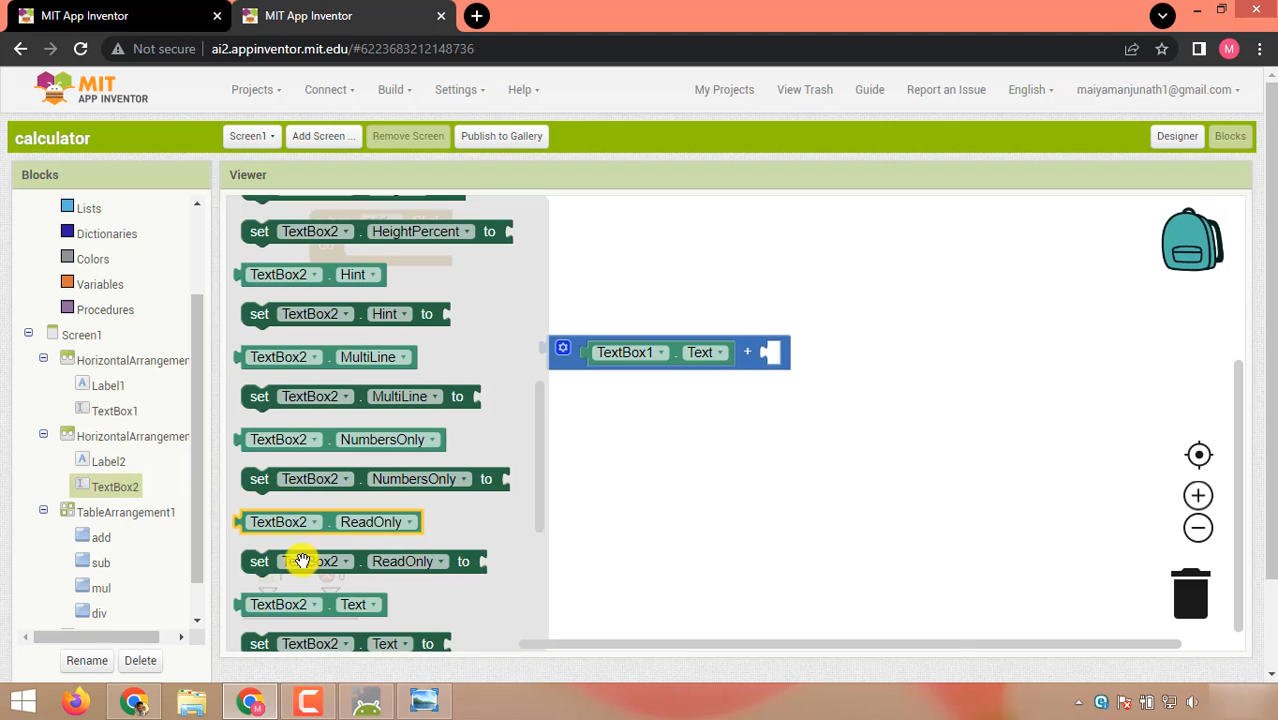 MIT App Inventor
MIT App Inventor
Not secure
ai2.appinventor.mit.edu/#6223683212148736
M
MIT
APP INVENTOR
Projects
Connect
Build
Settings
Help
My Projects
View Trash
Guide
Report an Issue
English
maiyamanjunath1@gmail.com
calculator
Screen1
Add Screen ...
Remove Screen
Publish to Gallery
Designer
Blocks
Blocks
Viewer
Lists
Dictionaries
Colors
Variables
Procedures
Screen1
HorizontalArrangemen
Label1
TextBox1
HorizontalArrangemen
Label2
TextBox2
TableArrangement1
add
sub
mul
div
Rename
Delete
set TextBox2 . HeightPercent to
TextBox2 . Hint
set TextBox2 . Hint to
TextBox2 . MultiLine
set TextBox2 . MultiLine to
TextBox2 . NumbersOnly
set TextBox2 . NumbersOnly to
TextBox2 . ReadOnly
set TextBox2 . ReadOnly to
TextBox2 . Text
set TextBox2 . Text to
TextBox1 . Text +